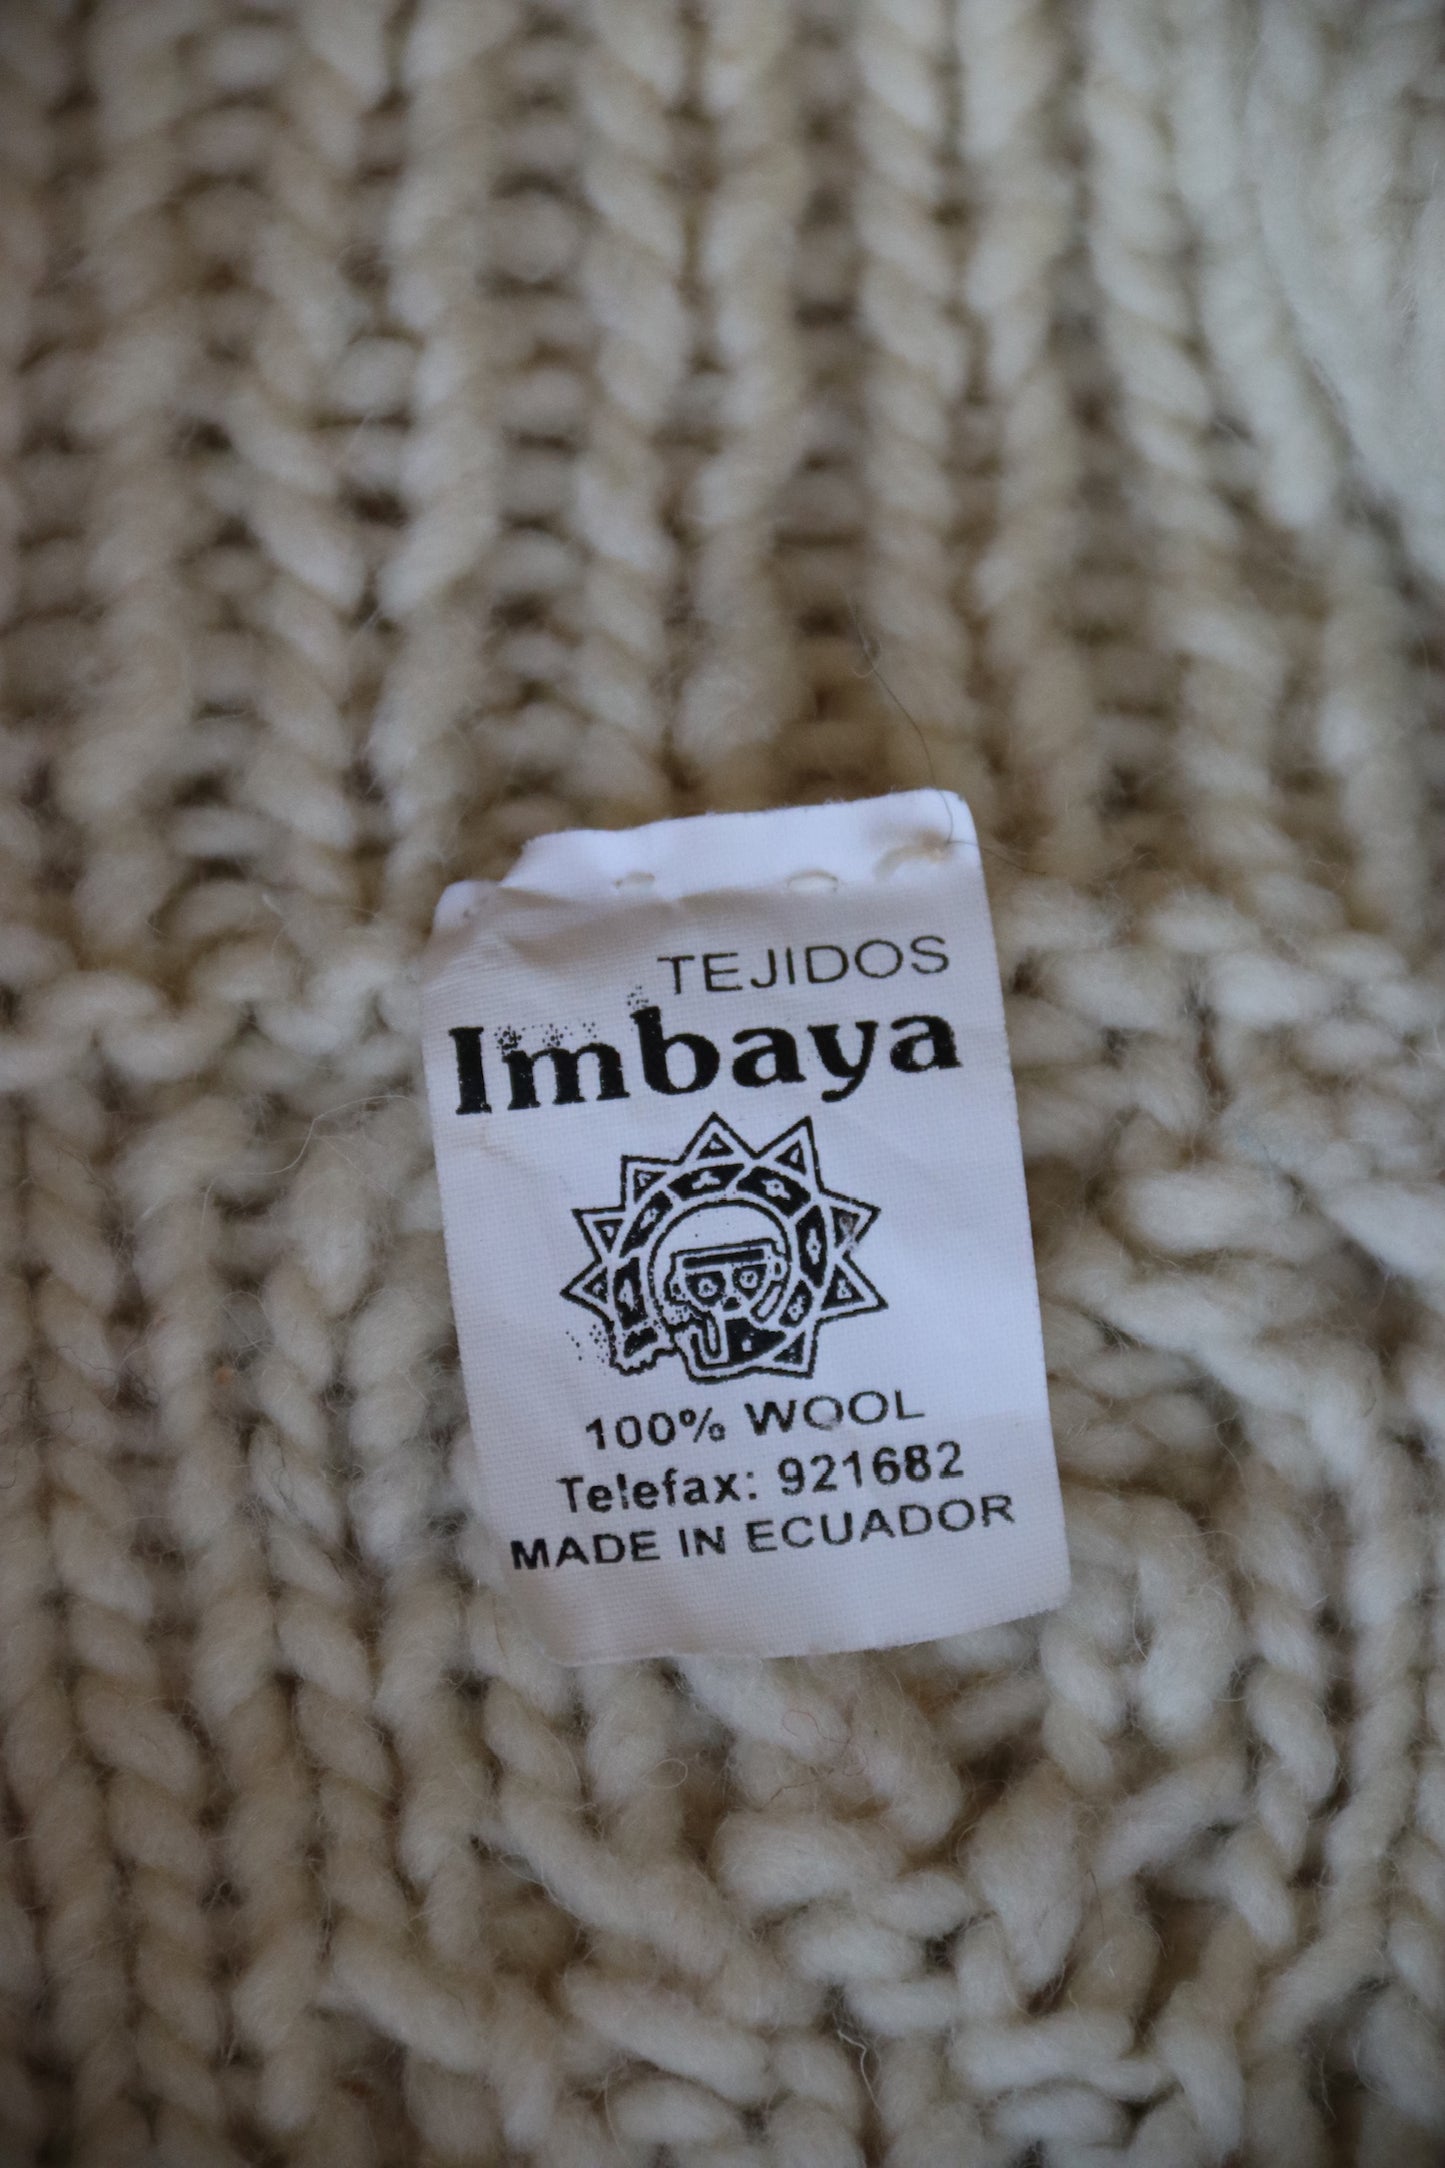 TEJIDOS
Imbaya
100% WOOL
Telefax: 921682
MADE IN ECUADOR